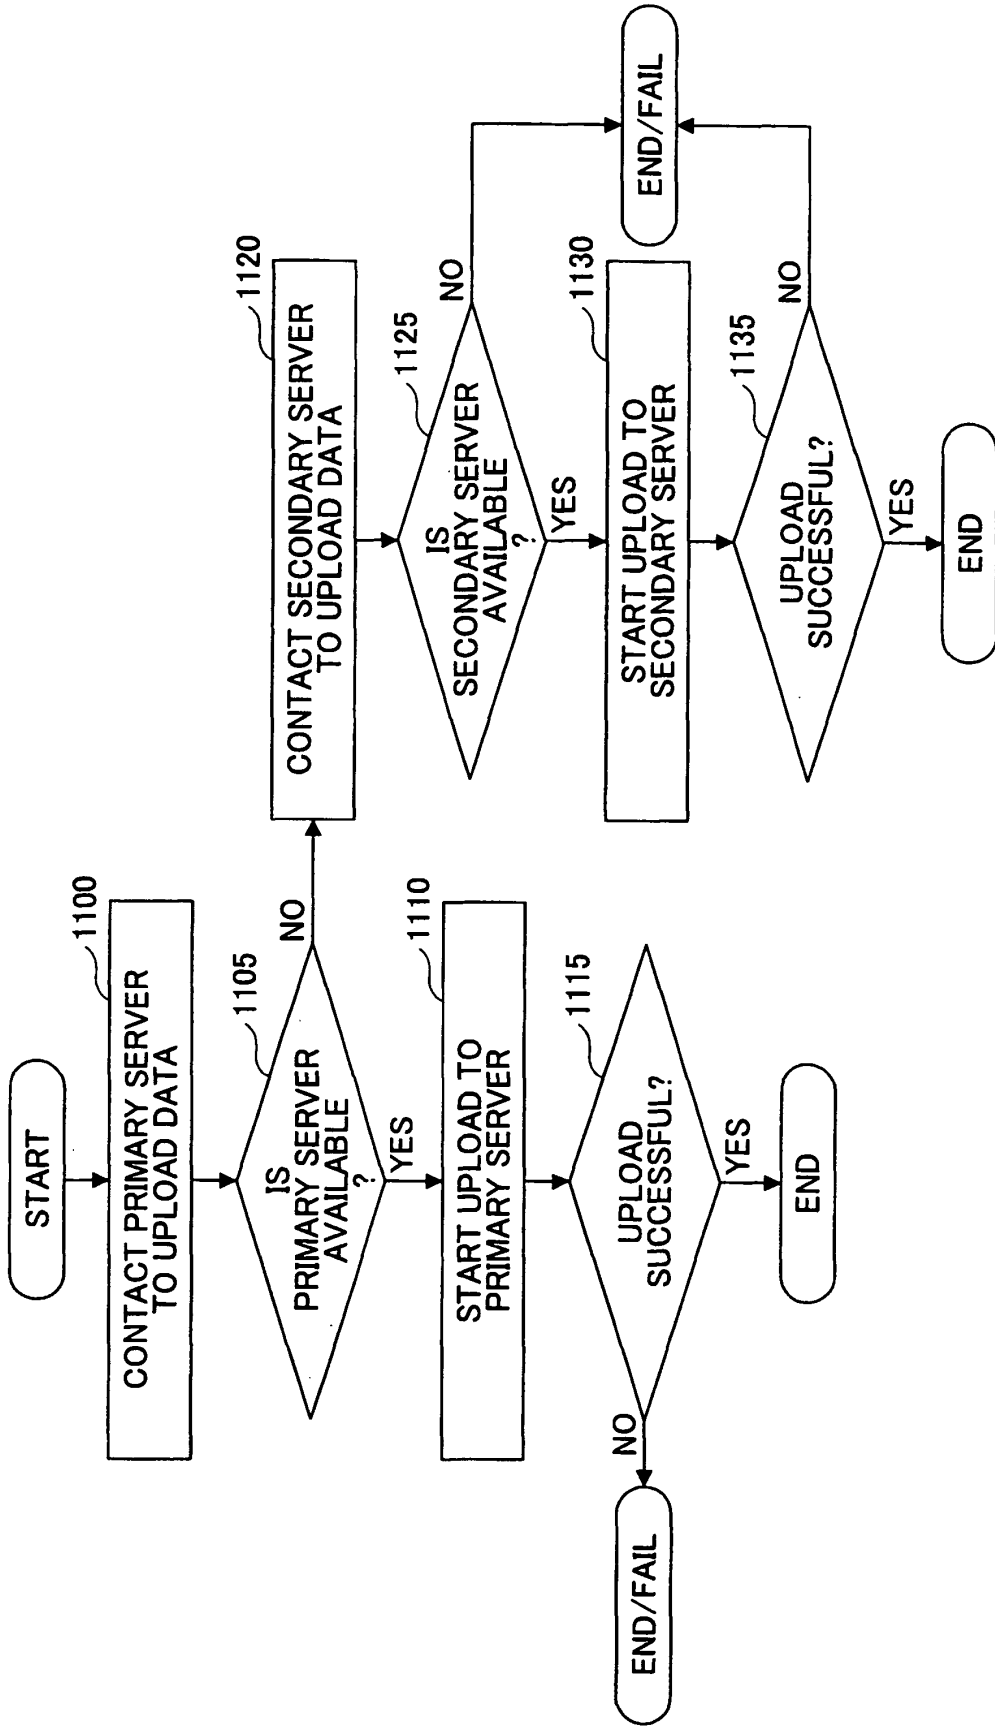 START
1100
CONTACT PRIMARY SERVER
TO UPLOAD DATA
1105
IS
PRIMARY SERVER
AVAILABLE
?
NO
YES
1110
START UPLOAD TO
PRIMARY SERVER
1115
UPLOAD
SUCCESSFUL?
NO
END/FAIL
YES
END
1120
CONTACT SECONDARY SERVER
TO UPLOAD DATA
1125
IS
SECONDARY SERVER
AVAILABLE
?
NO
YES
END/FAIL
1130
START UPLOAD TO
SECONDARY SERVER
1135
UPLOAD
SUCCESSFUL?
NO
YES
END